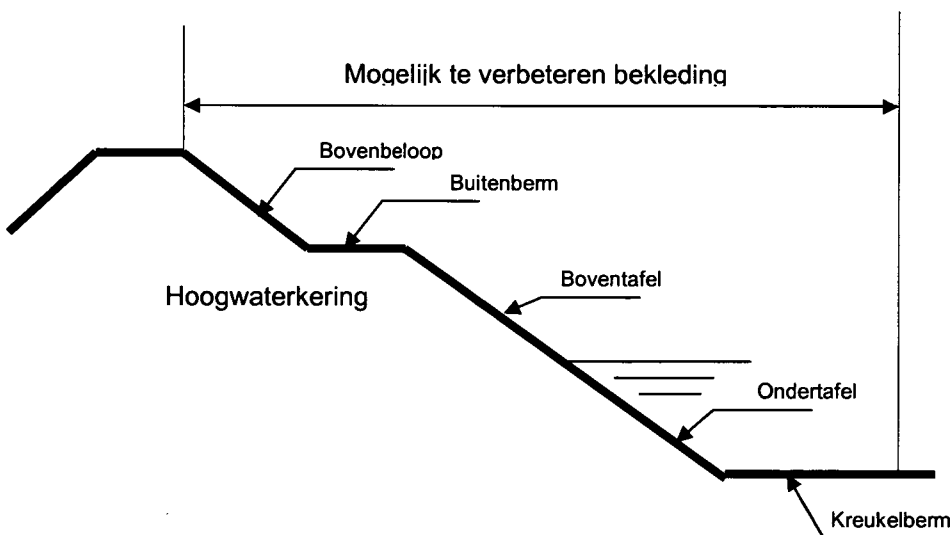 Mogelijk te verbeteren bekleding
Bovenbeloop
Buitenberm
Hoogwaterkering
Boventafel
Ondertafel
Kreukelberm